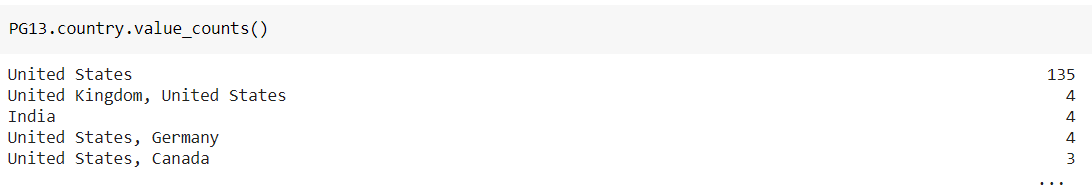 PG13.country.value_counts()
United States 135
United Kingdom, United States 4
India 4
United States, Germany 4
United States, Canada 3
...